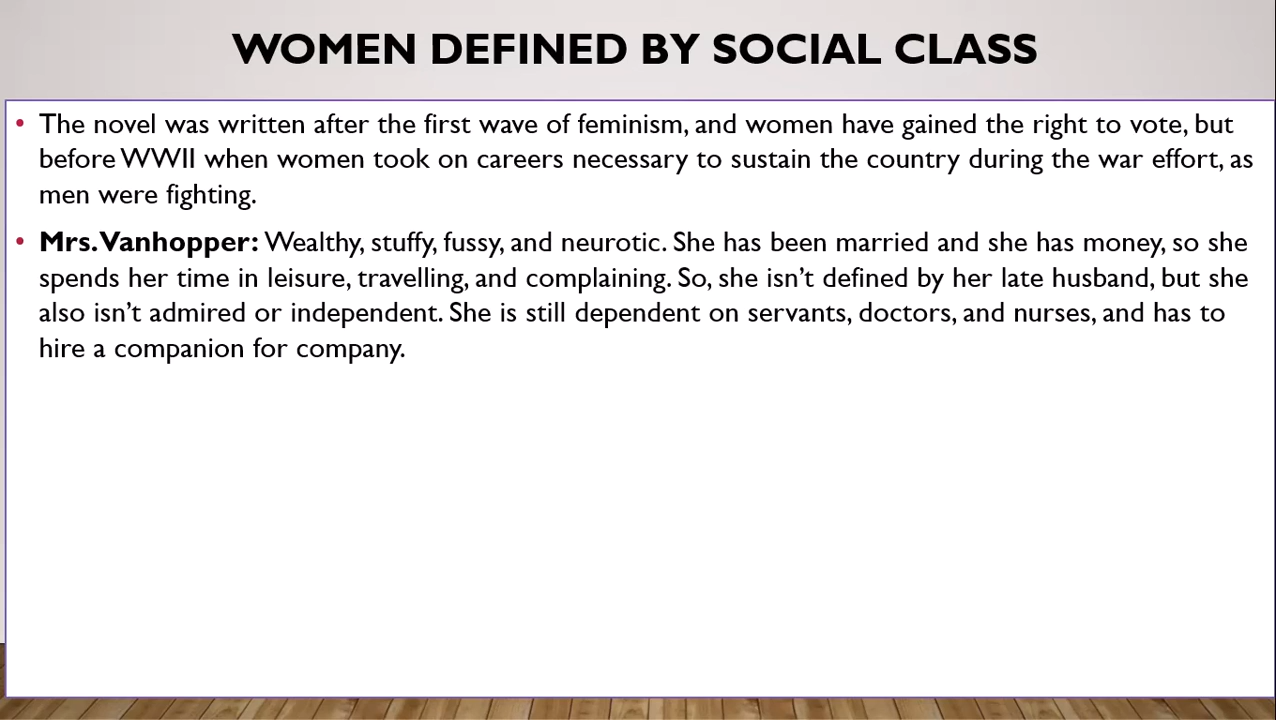 WOMEN DEFINED BY SOCIAL CLASS
• The novel was written after the first wave of feminism, and women have gained the right to vote, but
before WWII when women took on careers necessary to sustain the country during the war effort, as
men were fighting.
• Mrs. Vanhopper: Wealthy, stuffy, fussy, and neurotic. She has been married and she has money, so she
spends her time in leisure, travelling, and complaining. So, she isn’t defined by her late husband, but she
also isn’t admired or independent. She is still dependent on servants, doctors, and nurses, and has to
hire a companion for company.